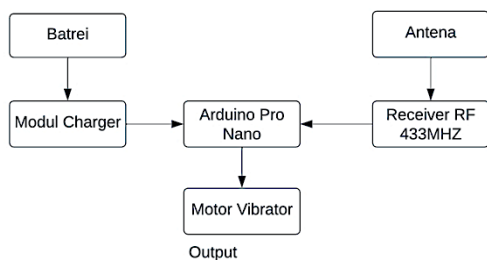 Batrei
Antena
Modul Charger
Arduino Pro
Nano
Receiver RF
433MHZ
Motor Vibrator
Output